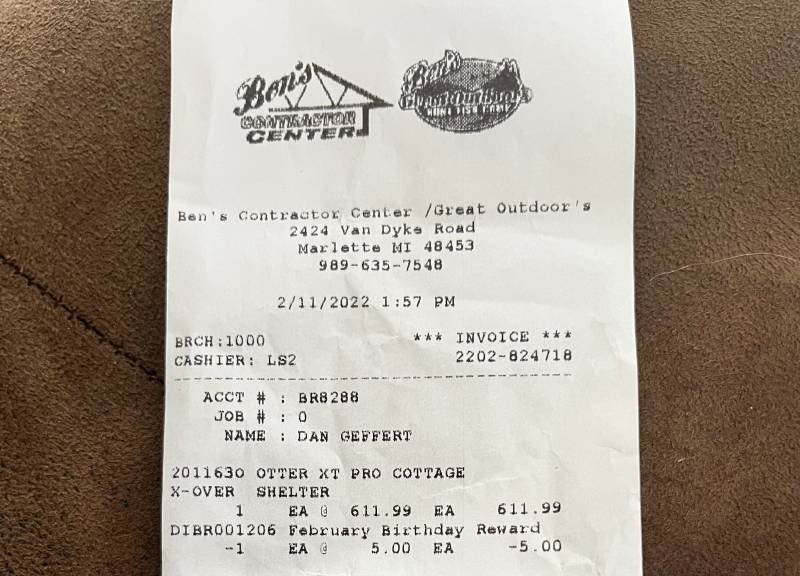 Ben's
CONTRACTOR
CENTER
Ben's
Great Outdoors
Ben's Contractor Center /Great Outdoor's
2424 Van Dyke Road
Marlette MI 48453
989-635-7548
2/11/2022 1:57 PM
BRCH:1000 *** INVOICE ***
CASHIER: LS2 2202-824718
ACCT # : BR8288
JOB # : 0
NAME : DAN GEFFERT
2011630 OTTER XT PRO COTTAGE
X-OVER SHELTER
1 EA @ 611.99 EA 611.99
DIBR001206 February Birthday Reward
-1 EA @ 5.00 EA -5.00